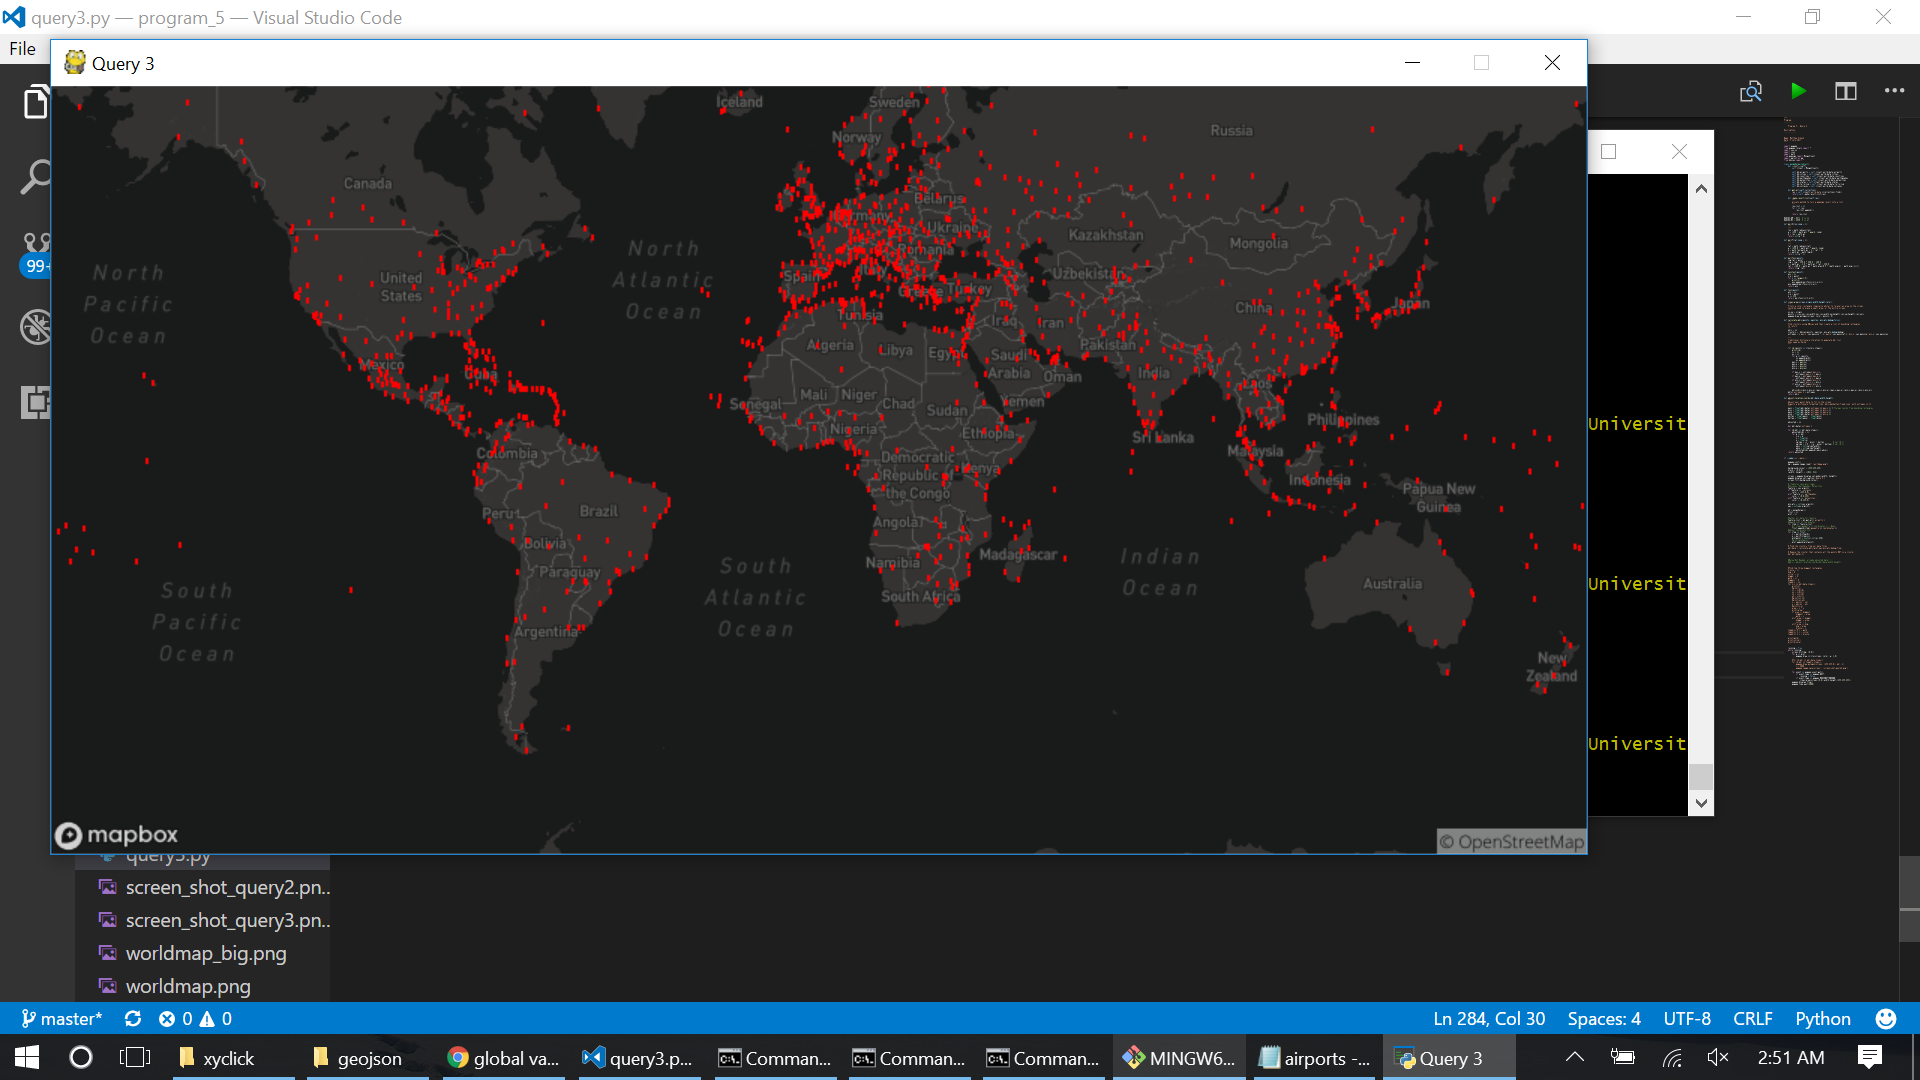 query3.py — program_5 — Visual Studio Code
File
Query 3
Iceland
Sweden
Norway
Russia
Canada
Belarus
Germany
Ukraine
Kazakhstan
Mongolia
North
Atlantic
Ocean
Romania
North
Pacific
Ocean
United
States
Spain
Italy
Greece
Turkey
Uzbekistan
China
Japan
Tunisia
Iraq
Iran
Algeria
Libya
Egypt
Saudi
Arabia
Pakistan
Oman
India
Laos
Mexico
Cuba
Mali
Niger
Chad
Sudan
Yemen
Senegal
Nigeria
Ethiopia
Philippines
Sri Lanka
Malaysia
Colombia
Democratic
Republic of
the Congo
Kenya
Indonesia
Papua New
Guinea
Peru
Brazil
Angola
Bolivia
Madagascar
Indian
Ocean
Namibia
Paraguay
South
Atlantic
Ocean
South Africa
Australia
South
Pacific
Ocean
Argentina
New
Zealand
mapbox
© OpenStreetMap
Universit
Universit
Universit
99+
query3.py
screen_shot_query2.pn..
screen_shot_query3.pn..
worldmap_big.png
worldmap.png
master* 0 0 Ln 284, Col 30 Spaces: 4 UTF-8 CRLF Python
xyclick geojson global va... query3.p... Comman... Comman... Comman... MINGW6... airports -... Query 3 2:51 AM